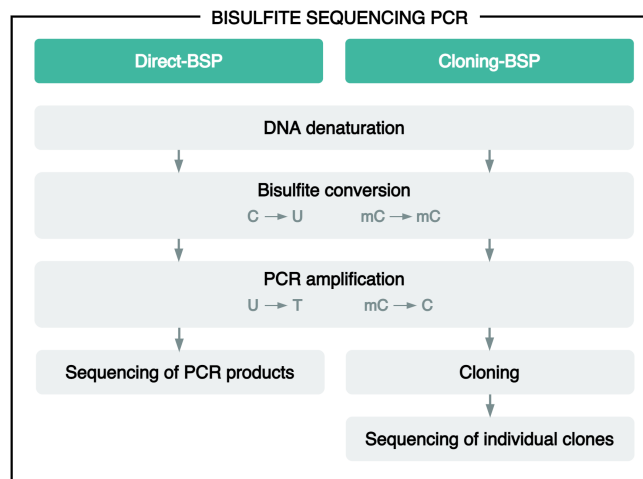 BISULFITE SEQUENCING PCR
Direct-BSP
Cloning-BSP
DNA denaturation
Bisulfite conversion
C → U
mC → mC
PCR amplification
U → T
mC → C
Sequencing of PCR products
Cloning
Sequencing of individual clones